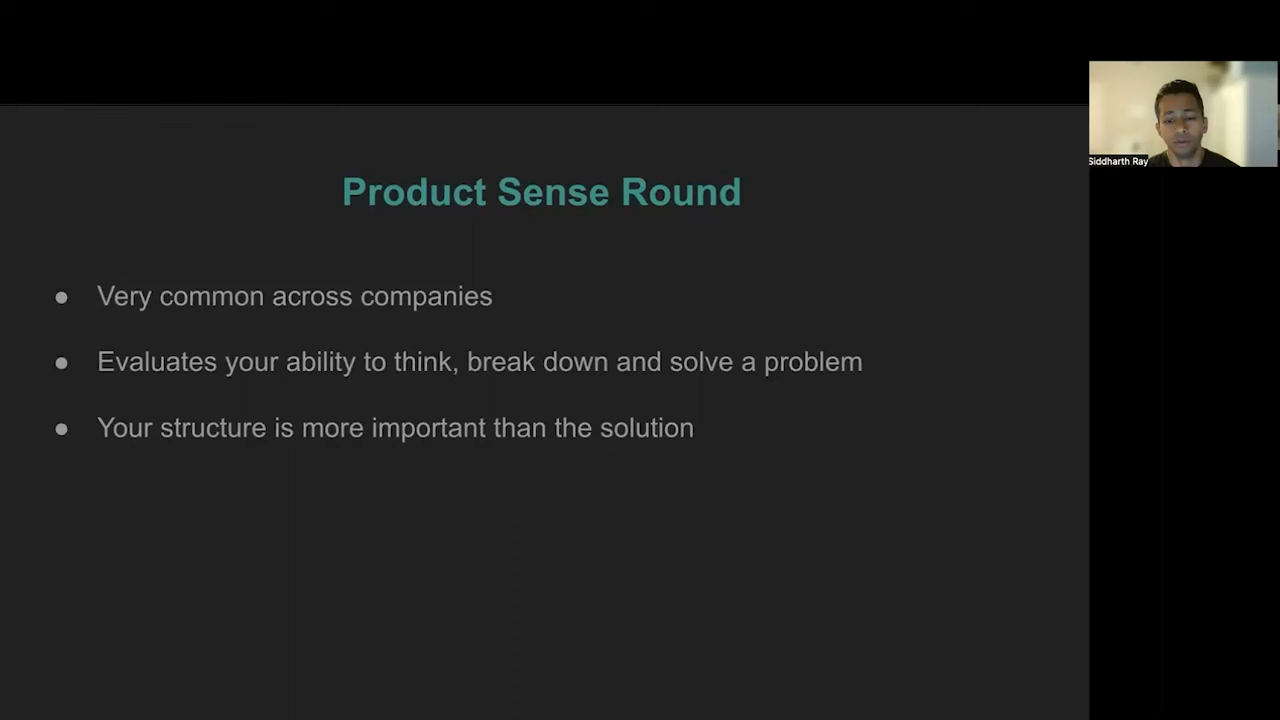 Product Sense Round
● Very common across companies
● Evaluates your ability to think, break down and solve a problem
● Your structure is more important than the solution
Siddharth Ray